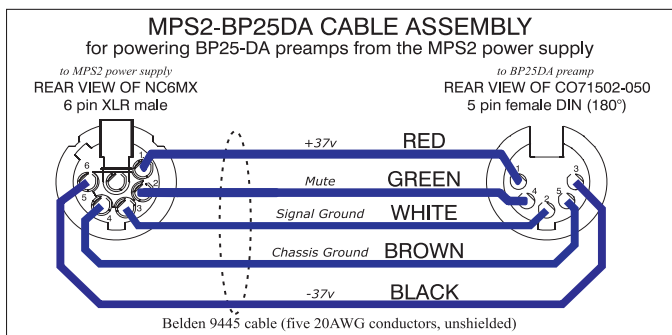 MPS2-BP25DA CABLE ASSEMBLY
for powering BP25-DA preamps from the MPS2 power supply
to MPS2 power supply
REAR VIEW OF NC6MX
6 pin XLR male
to BP25DA preamp
REAR VIEW OF CO71502-050
5 pin female DIN (180°)
+37v RED
Mute GREEN
Signal Ground WHITE
Chassis Ground BROWN
-37v BLACK
6 1
5 2
4 3
1 3
4 2 5
Belden 9445 cable (five 20AWG conductors, unshielded)